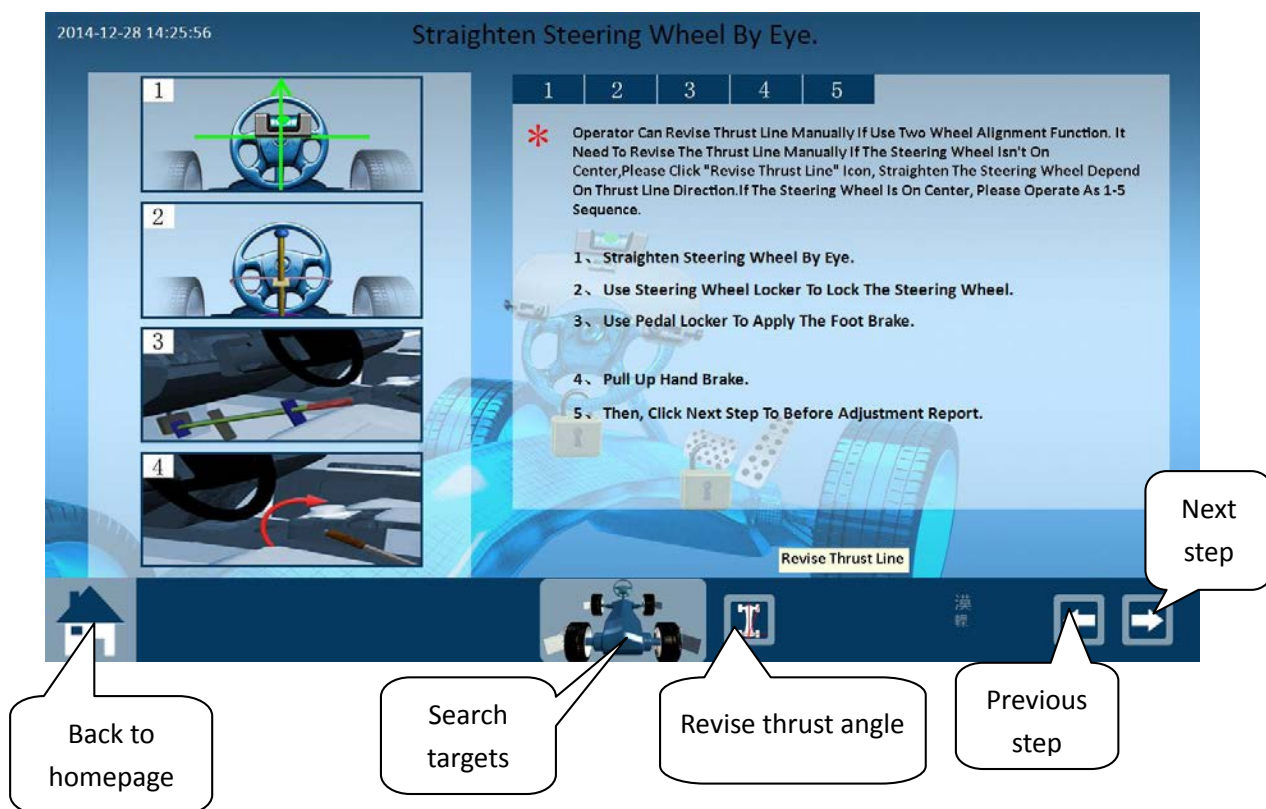 2014-12-28 14:25:56
Straighten Steering Wheel By Eye.
1
2
3
4
1 2 3 4 5
* Operator Can Revise Thrust Line Manually If Use Two Wheel Alignment Function. It
Need To Revise The Thrust Line Manually If The Steering Wheel Isn't On
Center,Please Click "Revise Thrust Line" Icon, Straighten The Steering Wheel Depend
On Thrust Line Direction.If The Steering Wheel Is On Center, Please Operate As 1-5
Sequence.
1、Straighten Steering Wheel By Eye.
2、Use Steering Wheel Locker To Lock The Steering Wheel.
3、Use Pedal Locker To Apply The Foot Brake.
4、Pull Up Hand Brake.
5、Then, Click Next Step To Before Adjustment Report.
Revise Thrust Line
Next
step
Back to
homepage
Search
targets
Revise thrust angle
Previous
step